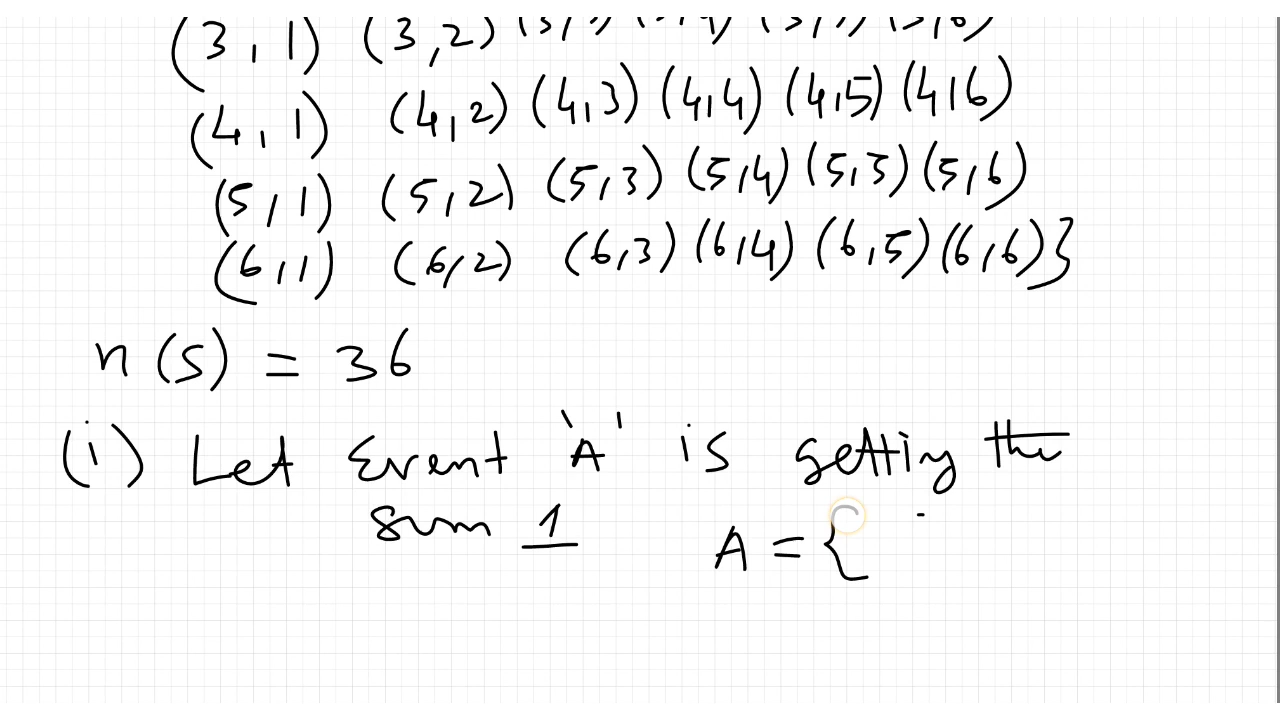 (3,1) (3,2)
(4,1) (4,2) (4,3) (4,4) (4,5) (4,6)
(5,1) (5,2) (5,3) (5,4) (5,3) (5,6)
(6,1) (6,2) (6,3) (6,4) (6,5) (6,6)}
n(s) = 36
(i) Let Event 'A' is getting the
sum 1 A = {